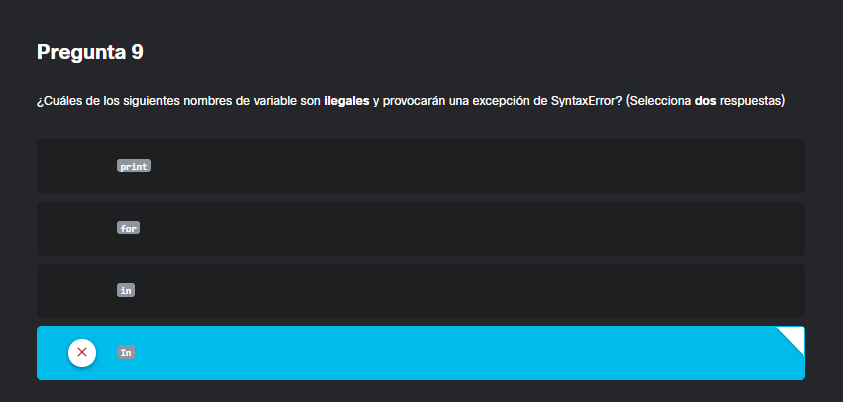 Pregunta 9
¿Cuáles de los siguientes nombres de variable son ilegales y provocarán una excepción de SyntaxError? (Selecciona dos respuestas)
print
for
in
In